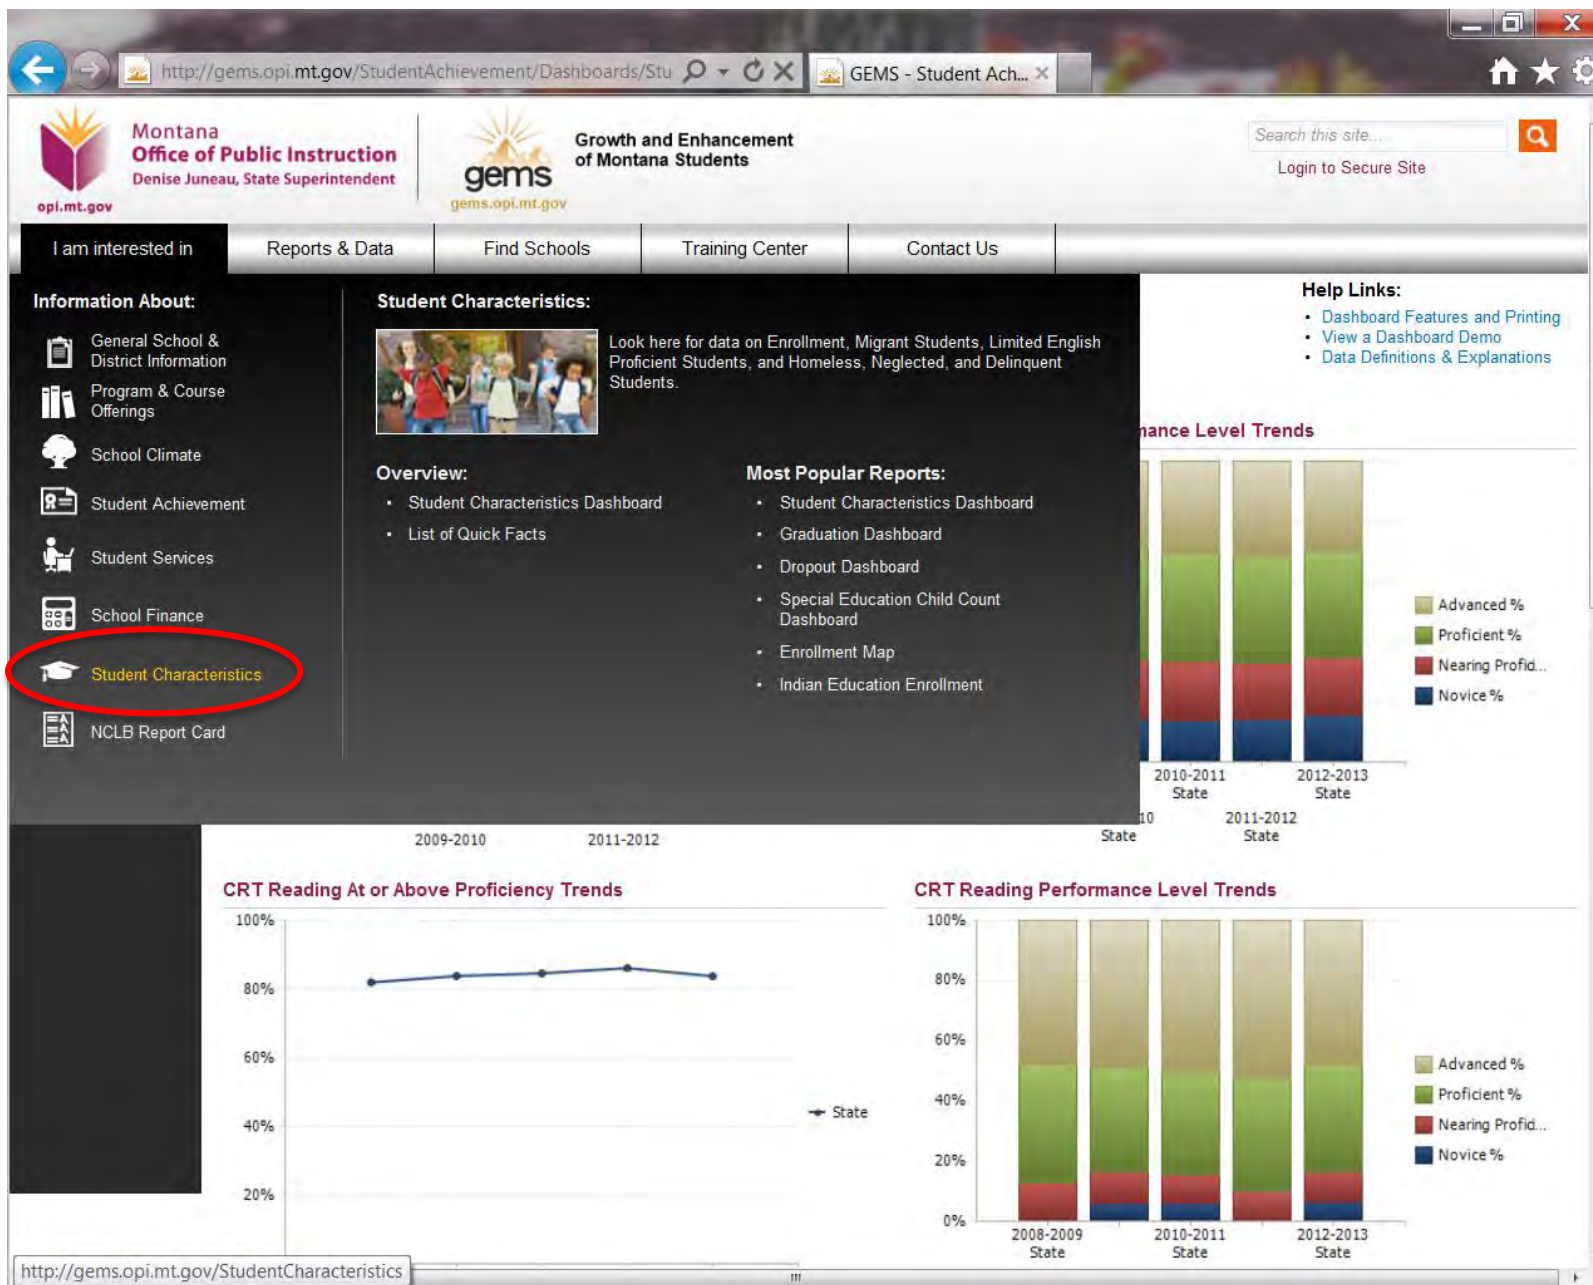 http://gems.opi.mt.gov/StudentAchievement/Dashboards/Stu
GEMS - Student Ach...
Montana
Office of Public Instruction
Denise Juneau, State Superintendent
opi.mt.gov
gems
gems.opi.mt.gov
Growth and Enhancement
of Montana Students
Search this site...
Login to Secure Site
I am interested in
Reports & Data
Find Schools
Training Center
Contact Us
Information About:
General School &
District Information
Program & Course
Offerings
School Climate
Student Achievement
Student Services
School Finance
Student Characteristics
NCLB Report Card
Student Characteristics:
Look here for data on Enrollment, Migrant Students, Limited English
Proficient Students, and Homeless, Neglected, and Delinquent
Students.
Overview:
Student Characteristics Dashboard
List of Quick Facts
Most Popular Reports:
Student Characteristics Dashboard
Graduation Dashboard
Dropout Dashboard
Special Education Child Count
Dashboard
Enrollment Map
Indian Education Enrollment
Help Links:
Dashboard Features and Printing
View a Dashboard Demo
Data Definitions & Explanations
mance Level Trends
Advanced %
Proficient %
Nearing Profid...
Novice %
2010-2011
State
2012-2013
State
10
State
2011-2012
State
2009-2010
2011-2012
CRT Reading At or Above Proficiency Trends
100%
80%
60%
40%
20%
State
CRT Reading Performance Level Trends
100%
80%
60%
40%
20%
0%
2008-2009
State
2010-2011
State
2012-2013
State
Advanced %
Proficient %
Nearing Profid...
Novice %
http://gems.opi.mt.gov/StudentCharacteristics